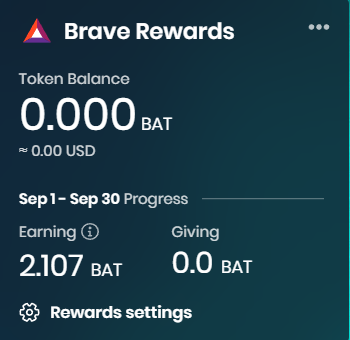 Brave Rewards
Token Balance
0.000 BAT
≈ 0.00 USD
Sep 1 - Sep 30 Progress
Earning Giving
2.107 BAT 0.0 BAT
Rewards settings